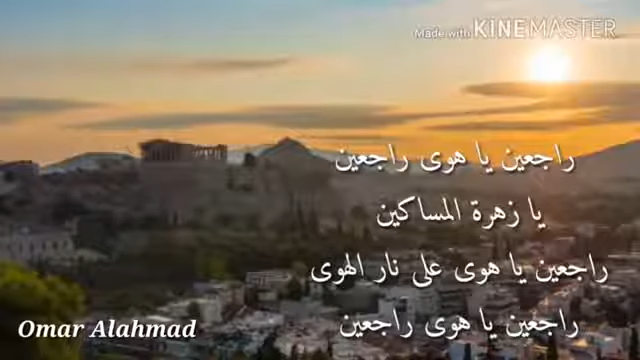 Made with KINEMASTER
راجعين يا هوى راجعين
يا زهرة المساكين
راجعين يا هوى على نار الهوى
راجعين يا هوى راجعين
Omar Alahmad